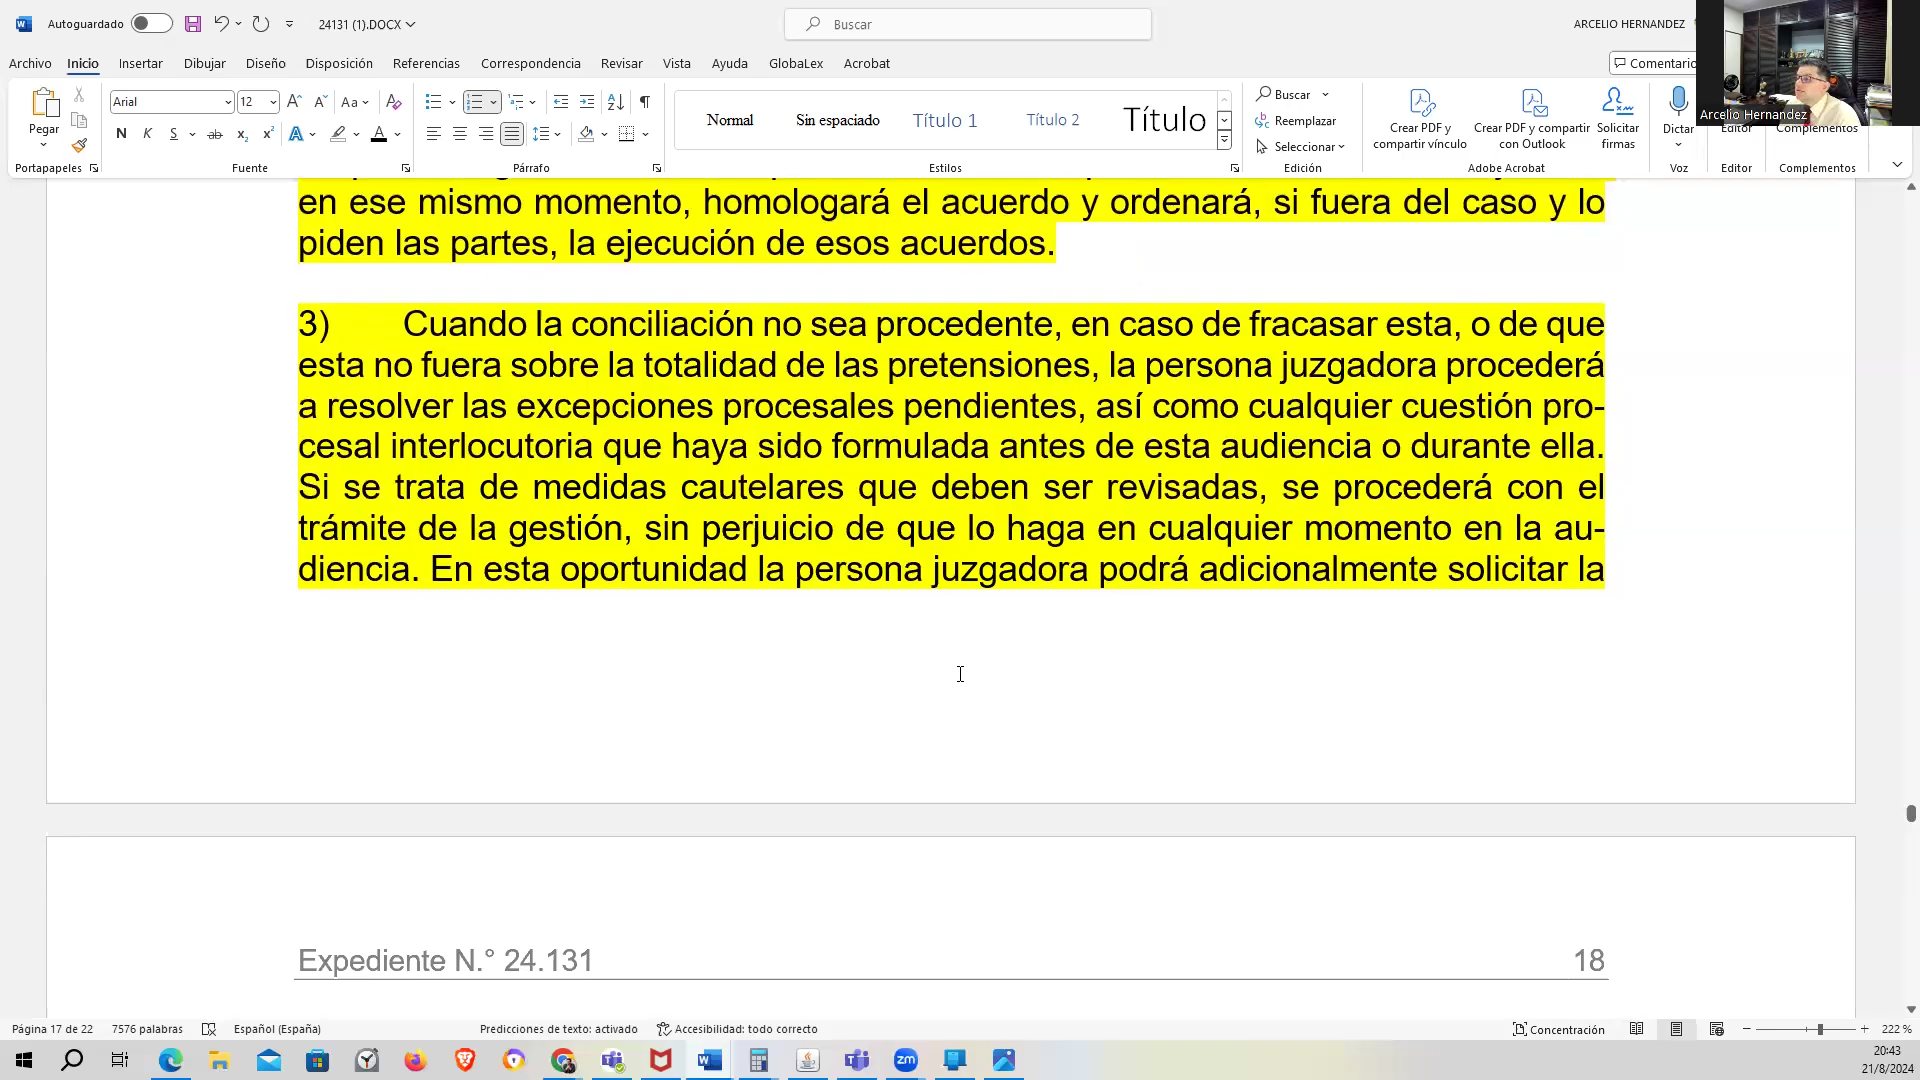 Autoguardado
24131 (1).DOCX
Buscar
ARCELIO HERNANDEZ
Archivo Inicio Insertar Dibujar Diseño Disposición Referencias Correspondencia Revisar Vista Ayuda GlobaLex Acrobat
Comentario
Pegar
Arial 12
Aa
N K S ab x₂ x² A A
Normal Sin espaciado Título 1 Título 2 Título
Buscar
Reemplazar
Seleccionar
Crear PDF y compartir vínculo
Crear PDF y compartir con Outlook
Solicitar firmas
Dictar
Editor
Complementos
Arcelio Hernandez
Portapapeles Fuente Párrafo Estilos Edición Adobe Acrobat Voz Editor Complementos
en ese mismo momento, homologará el acuerdo y ordenará, si fuera del caso y lo
piden las partes, la ejecución de esos acuerdos.
3) Cuando la conciliación no sea procedente, en caso de fracasar esta, o de que
esta no fuera sobre la totalidad de las pretensiones, la persona juzgadora procederá
a resolver las excepciones procesales pendientes, así como cualquier cuestión pro-
cesal interlocutoria que haya sido formulada antes de esta audiencia o durante ella.
Si se trata de medidas cautelares que deben ser revisadas, se procederá con el
trámite de la gestión, sin perjuicio de que lo haga en cualquier momento en la au-
diencia. En esta oportunidad la persona juzgadora podrá adicionalmente solicitar la
Expediente N.° 24.131 18
Página 17 de 22 7576 palabras Español (España) Predicciones de texto: activado Accesibilidad: todo correcto Concentración 222 %
zm
20:43
21/8/2024